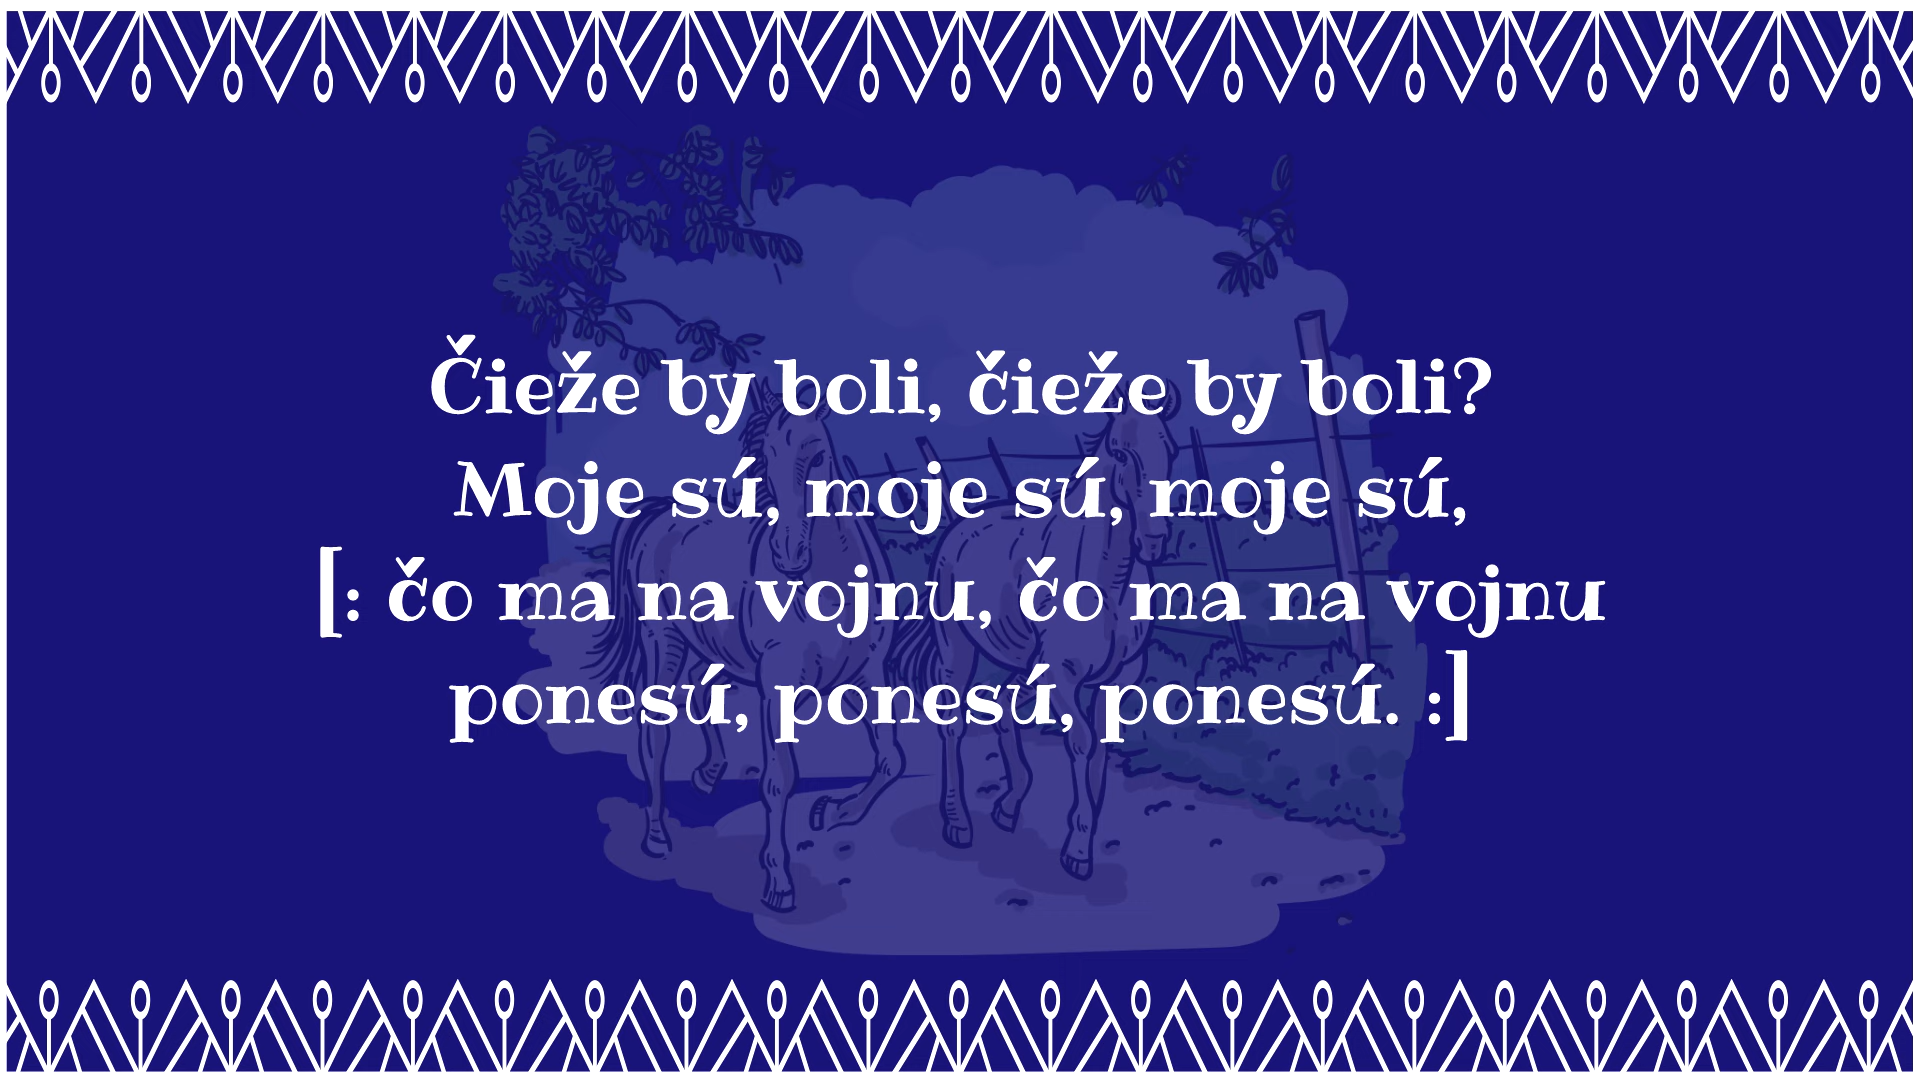 Čieže by boli, čieže by boli?
Moje sú, moje sú, moje sú,
[: čo ma na vojnu, čo ma na vojnu
ponesú, ponesú, ponesú. :]